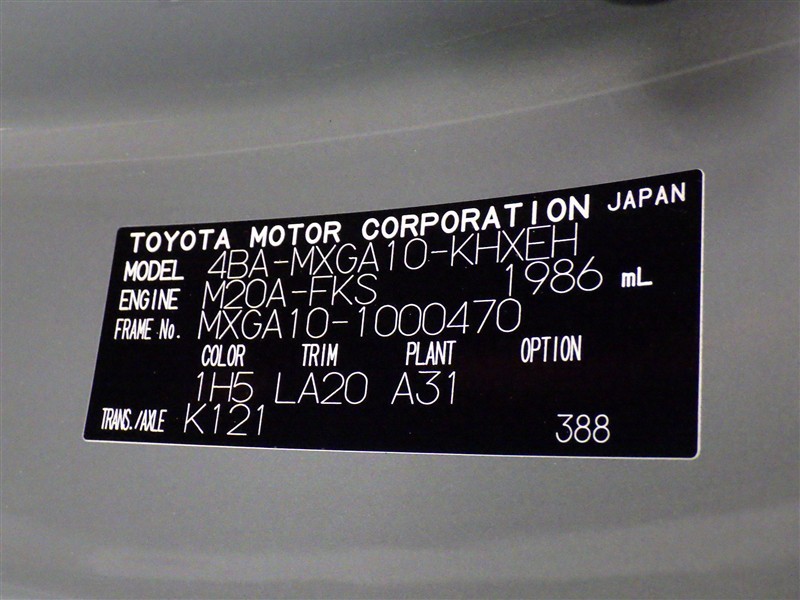 TOYOTA MOTOR CORPORATION JAPAN
MODEL 4BA-MXGA10-KHXEH
ENGINE M20A-FKS 1986 mL
FRAME No. MXGA10-1000470
COLOR TRIM PLANT OPTION
1H5 LA20 A31
TRANS./AXLE K121 388